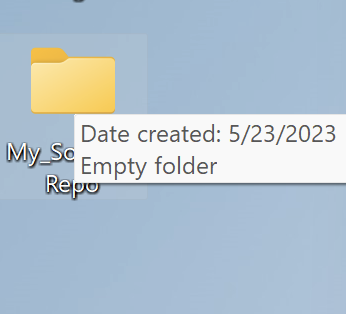 Date created: 5/23/2023
Empty folder
My_So
Repo